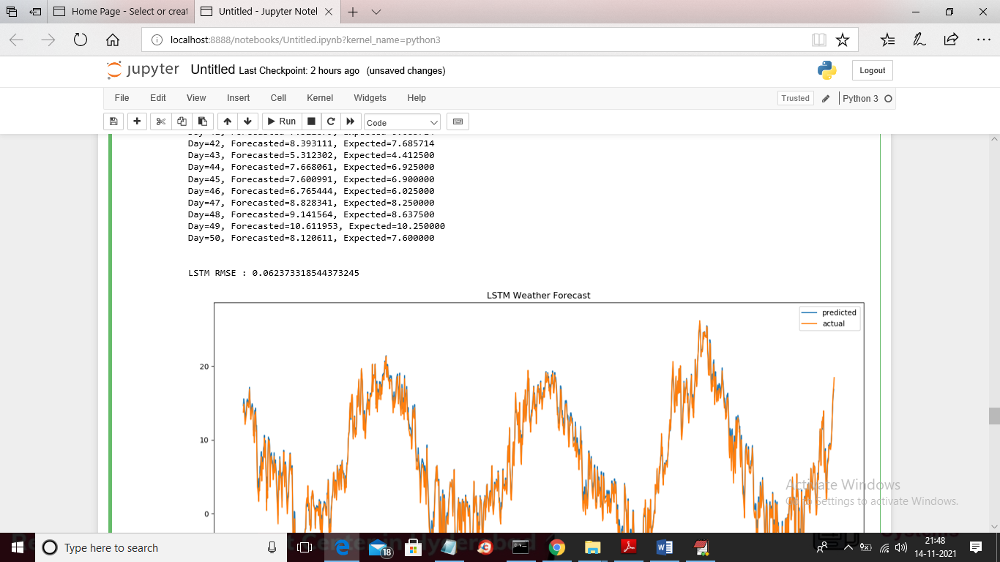 Home Page - Select or creat
Untitled - Jupyter Notel
localhost:8888/notebooks/Untitled.ipynb?kernel_name=python3
jupyter Untitled Last Checkpoint: 2 hours ago (unsaved changes)
Logout
File Edit View Insert Cell Kernel Widgets Help
Trusted
Python 3
Run
Code
Day=42, Forecasted=8.393111, Expected=7.685714
Day=43, Forecasted=5.312302, Expected=4.412500
Day=44, Forecasted=7.668061, Expected=6.925000
Day=45, Forecasted=7.600991, Expected=6.900000
Day=46, Forecasted=6.765444, Expected=6.025000
Day=47, Forecasted=8.828341, Expected=8.250000
Day=48, Forecasted=9.141564, Expected=8.637500
Day=49, Forecasted=10.611953, Expected=10.250000
Day=50, Forecasted=8.120611, Expected=7.600000
LSTM RMSE : 0.062373318544373245
LSTM Weather Forecast
predicted
actual
20
10
0
Activate Windows
Go to Settings to activate Windows.
Type here to search
18
21:48
14-11-2021